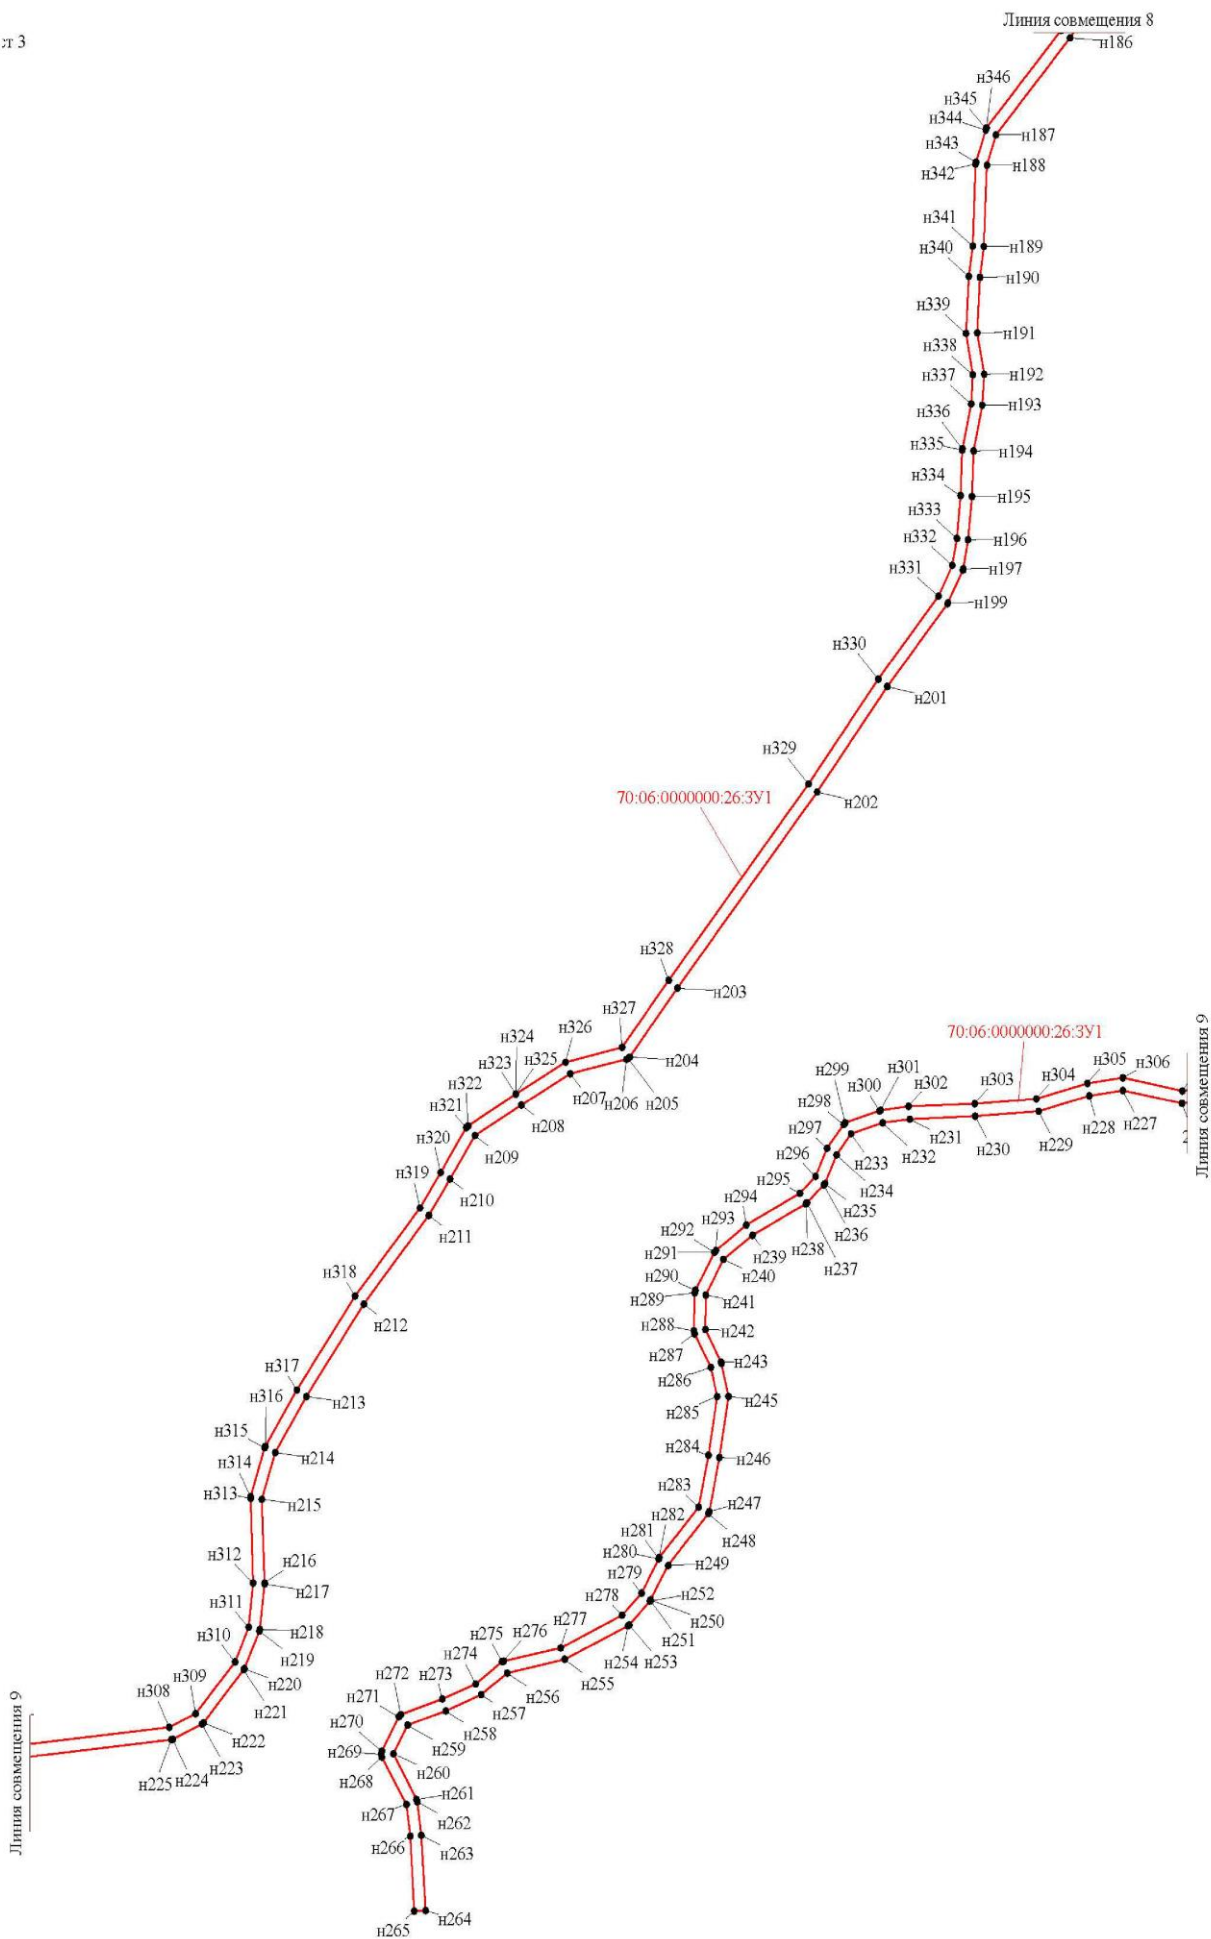 Линия совмещения 8
ст 3
н186
н346
н345
н344
н187
н343
н188
н342
н341
н189
н340
н190
н339
н191
н338
н192
н337
н193
н336
н335
н194
н334
н195
н333
н196
н332
н197
н331
н199
н330
н201
н329
70:06:0000000:26:ЗУ1
н202
н328
н203
н327
н326
н324
н325
н323
н204
н322
н207
н206
н205
н321
н208
н320
н209
н319
н210
н211
н318
н212
н317
н316
н213
н315
н214
н314
н313
н215
н312
н216
н217
н311
н218
н310
н219
н309
н220
н308
н221
н222
н223
н225
н224
Линия совмещения 9
70:06:0000000:26:ЗУ1
Линия совмещения 9
н306
н305
н304
н303
н302
н301
н300
н299
н298
н227
н228
н229
н230
н231
н232
н297
н233
н296
н234
н295
н235
н294
н236
н293
н238
н237
н292
н239
н291
н240
н290
н289
н241
н288
н242
н287
н243
н286
н285
н245
н284
н246
н283
н247
н282
н281
н248
н280
н249
н279
н252
н278
н250
н251
н277
н254
н253
н276
н275
н255
н274
н256
н273
н257
н272
н258
н271
н259
н270
н269
н260
н268
н261
н267
н262
н266
н263
н264
н265